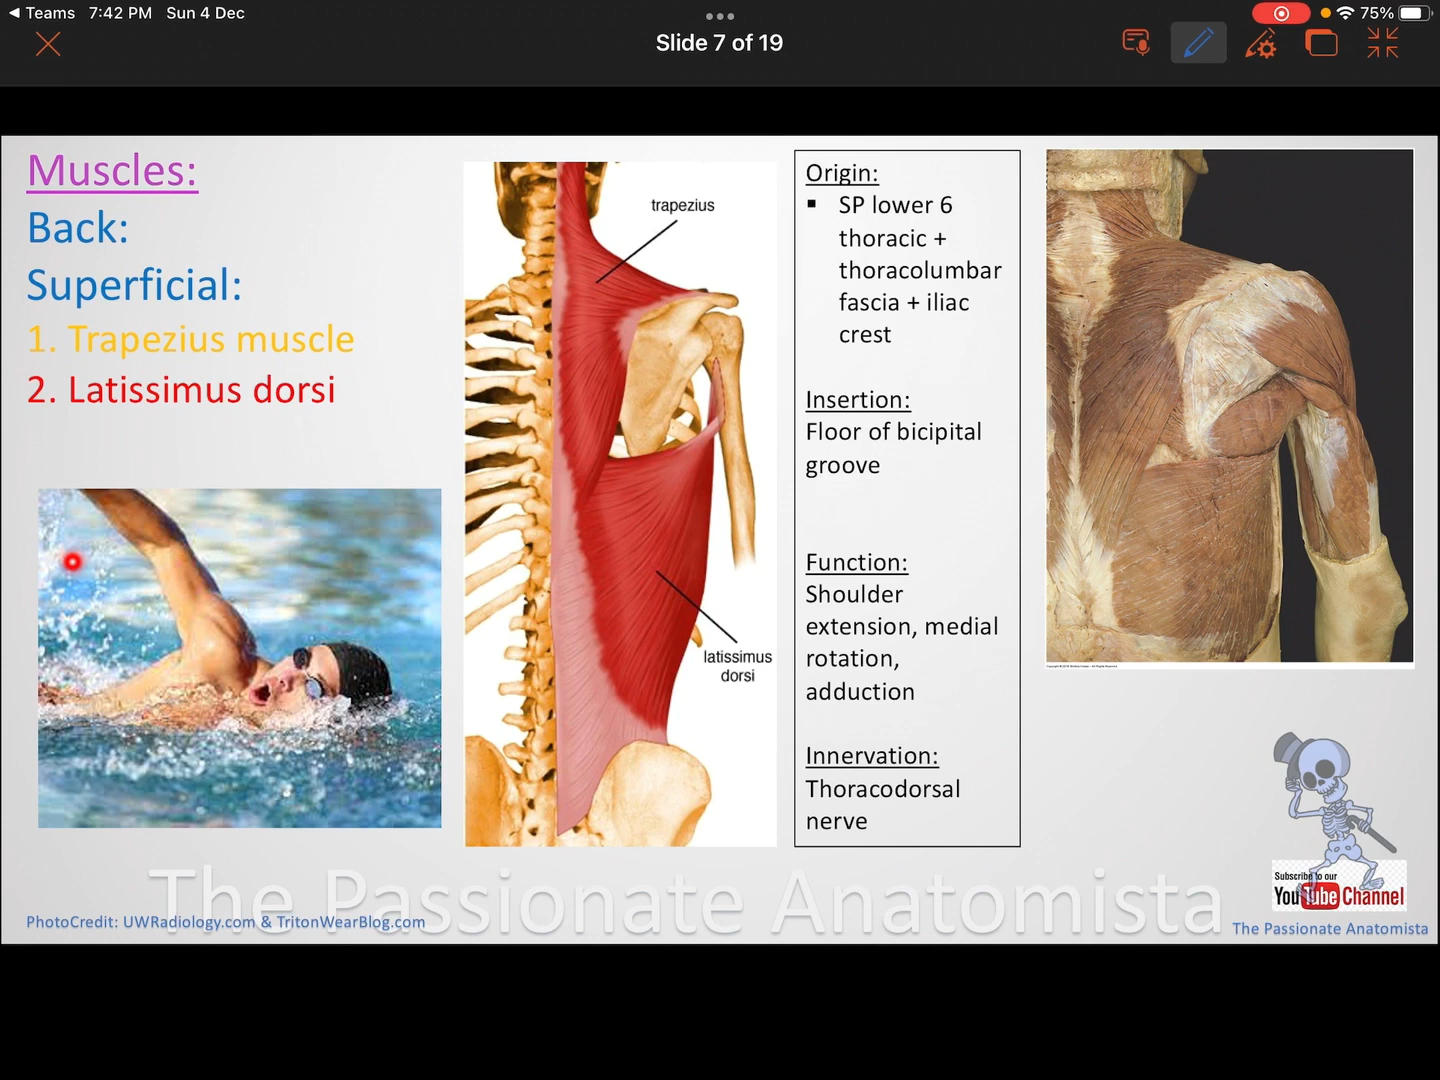 Teams 7:42 PM Sun 4 Dec
75%
Slide 7 of 19
Muscles:
Back:
Superficial:
1. Trapezius muscle
2. Latissimus dorsi
trapezius
latissimus
dorsi
Origin:
▪ SP lower 6
thoracic +
thoracolumbar
fascia + iliac
crest
Insertion:
Floor of bicipital
groove
Function:
Shoulder
extension, medial
rotation,
adduction
Innervation:
Thoracodorsal
nerve
Subscribe to our
YouTube Channel
The Passionate Anatomista
PhotoCredit: UWRadiology.com & TritonWearBlog.com
The Passionate Anatomista